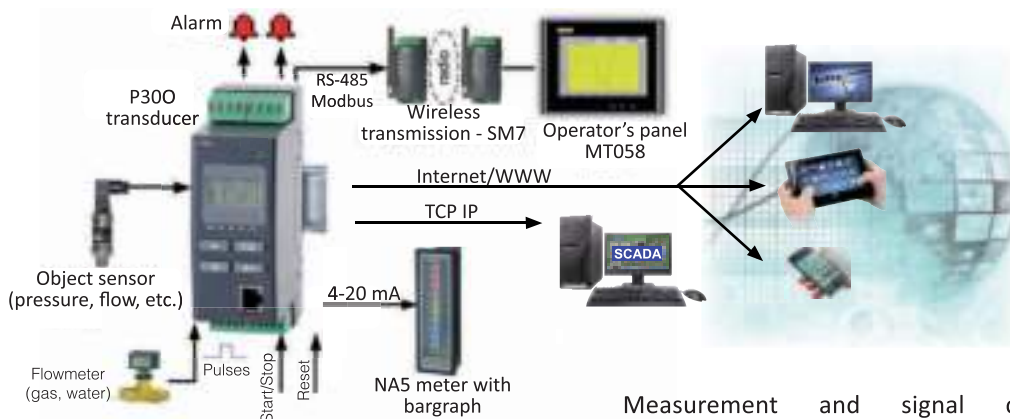 Alarm
P30O
transducer
RS-485
Modbus
radio
Wireless
transmission - SM7
Operator's panel
MT058
Internet/WWW
TCP IP
SCADA
Object sensor
(pressure, flow, etc.)
4-20 mA
Flowmeter
(gas, water)
Pulses
Start/Stop
Reset
NA5 meter with
bargraph
Measurement and signal